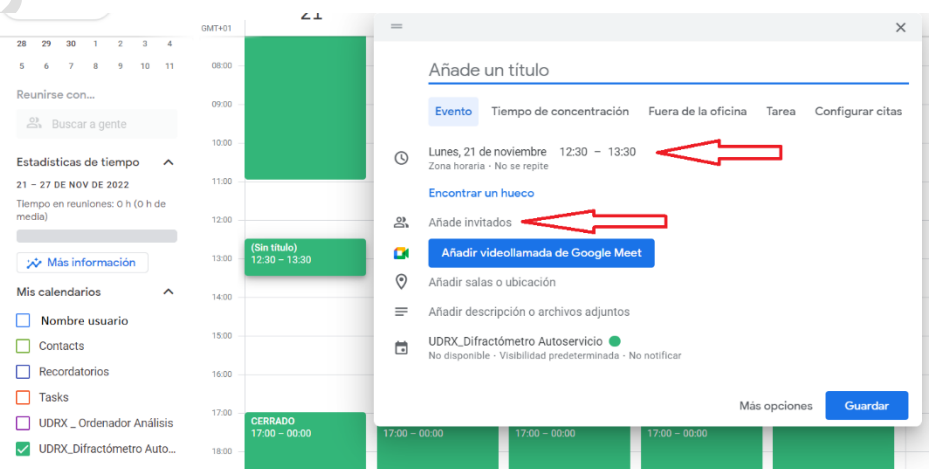 28 29 30 1 2 3 4
5 6 7 8 9 10 11
Reunirse con...
Buscar a gente
Estadísticas de tiempo
21 – 27 DE NOV DE 2022
Tiempo en reuniones: 0 h (0 h de
media)
Más información
Mis calendarios
Nombre usuario
Contacts
Recordatorios
Tasks
UDRX _ Ordenador Análisis
UDRX_Difractómetro Auto...
21
GMT+01
08:00
09:00
10:00
11:00
12:00
13:00
14:00
15:00
16:00
17:00
18:00
(Sin título)
12:30 – 13:30
CERRADO
17:00 – 00:00
17:00 – 00:00
17:00 – 00:00
17:00 – 00:00
Añade un título
Evento Tiempo de concentración Fuera de la oficina Tarea Configurar citas
Lunes, 21 de noviembre 12:30 – 13:30
Zona horaria · No se repite
Encontrar un hueco
Añade invitados
Añadir videollamada de Google Meet
Añadir salas o ubicación
Añadir descripción o archivos adjuntos
UDRX_Difractómetro Autoservicio
No disponible · Visibilidad predeterminada · No notificar
Más opciones Guardar